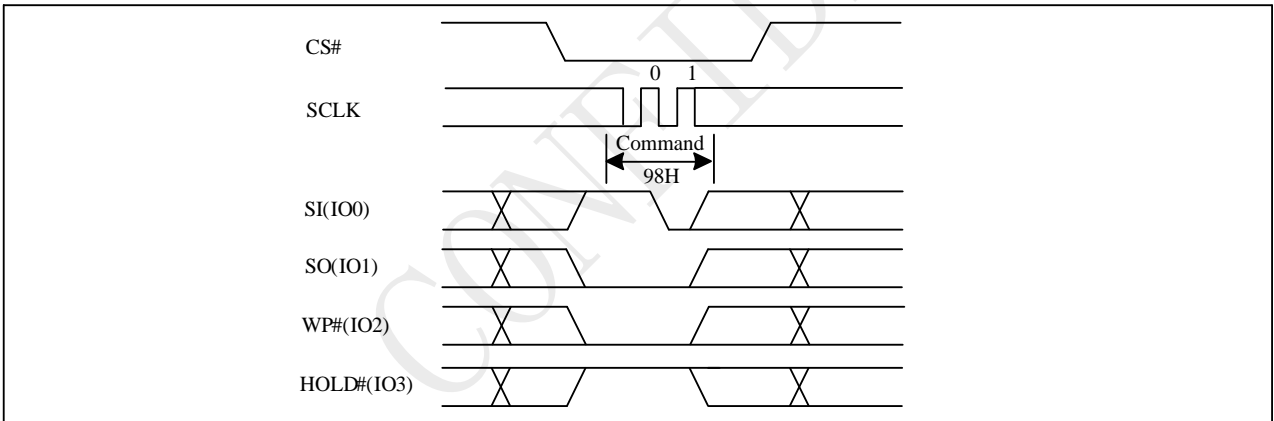 CS#
0 1
SCLK
Command
98H
SI(IO0)
SO(IO1)
WP#(IO2)
HOLD#(IO3)